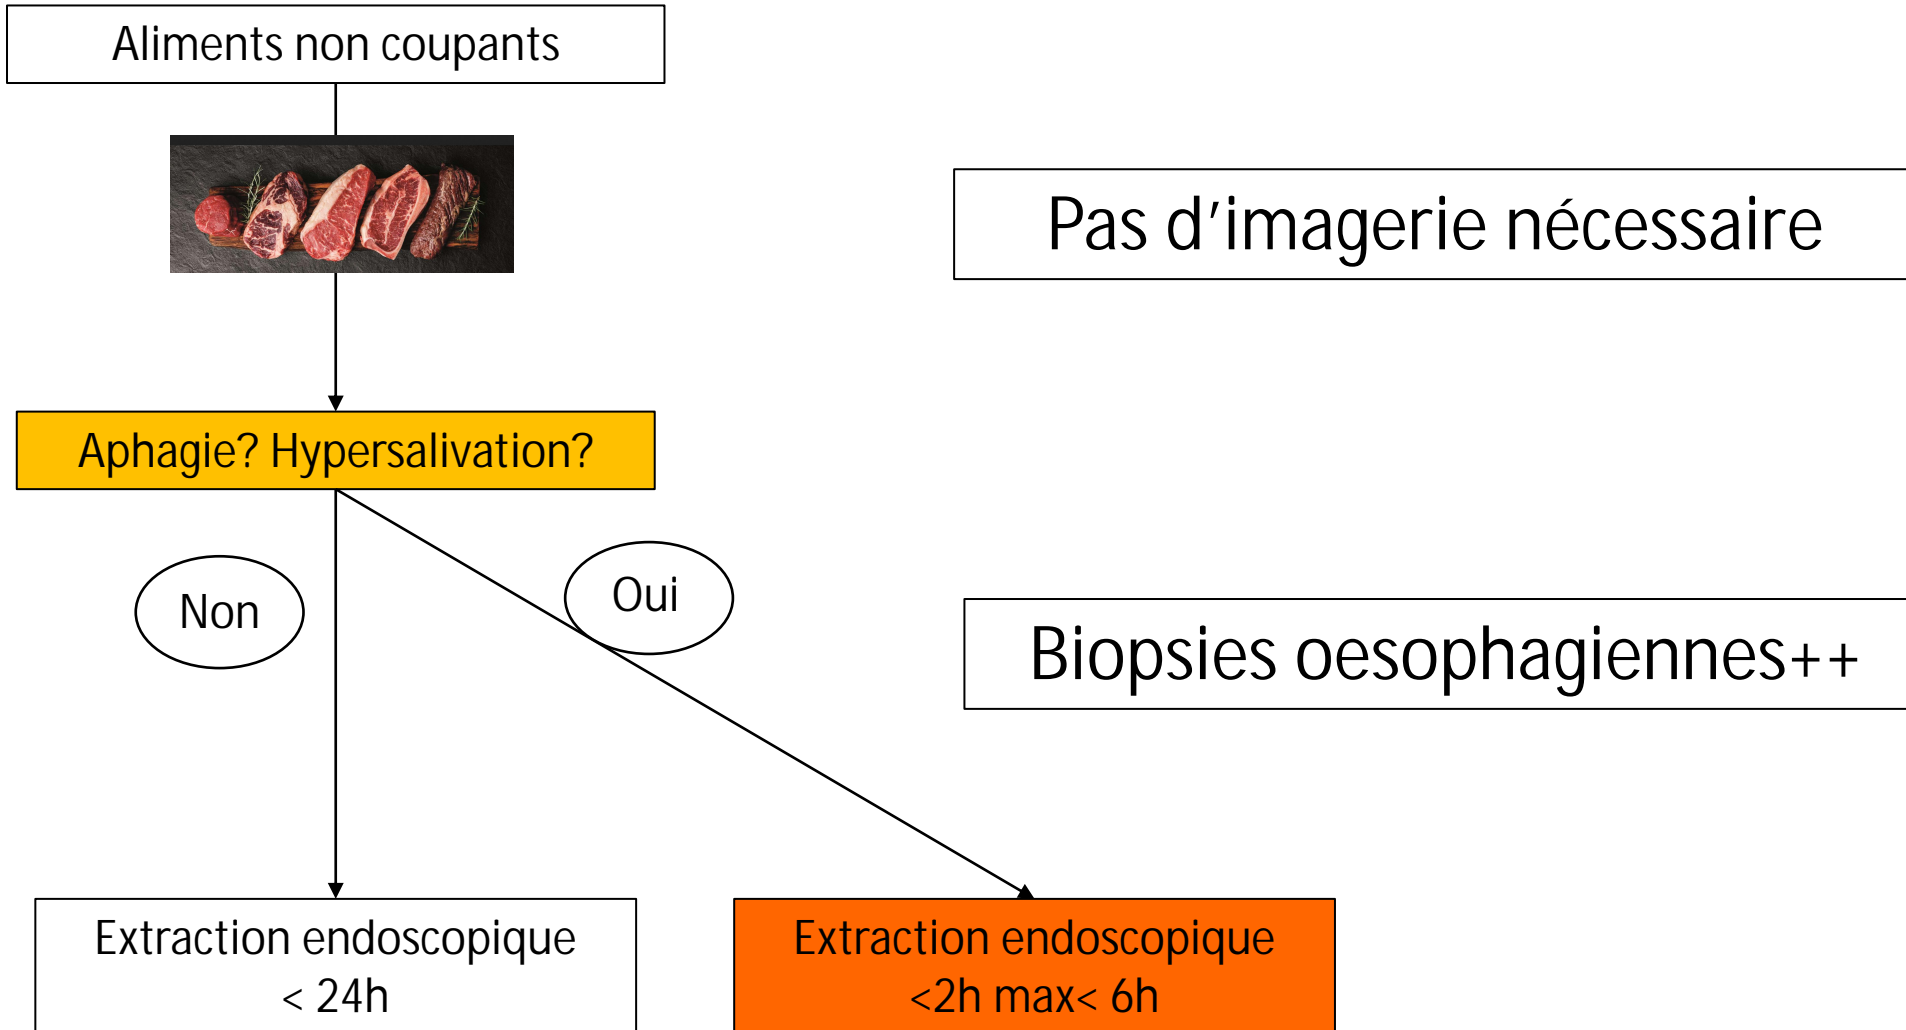 Aliments non coupants
Pas d'imagerie nécessaire
Aphagie? Hypersalivation?
Non
Oui
Biopsies oesophagiennes++
Extraction endoscopique
< 24h
Extraction endoscopique
<2h max< 6h